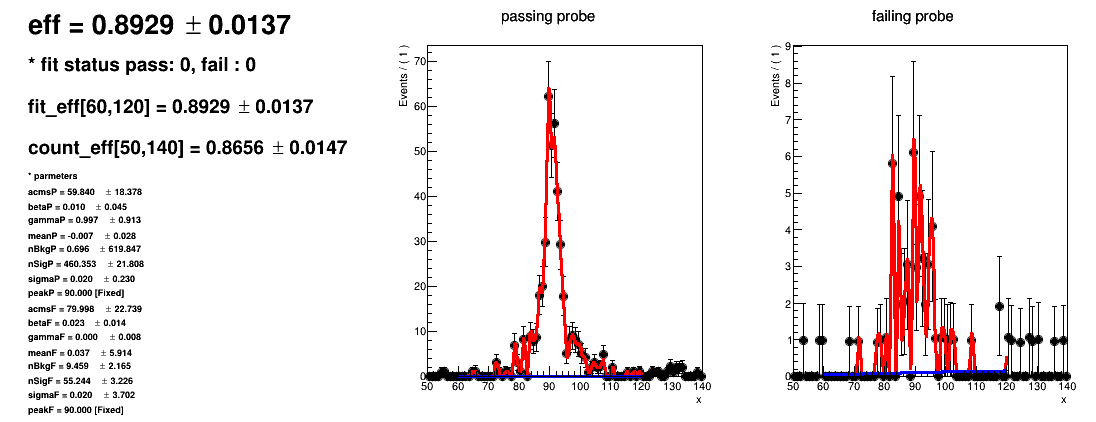 eff = 0.8929 ± 0.0137
* fit status pass: 0, fail : 0
fit_eff[60,120] = 0.8929 ± 0.0137
count_eff[50,140] = 0.8656 ± 0.0147
* parmeters
acmsP = 59.840 ± 18.378
betaP = 0.010 ± 0.045
gammaP = 0.997 ± 0.913
meanP = -0.007 ± 0.028
nBkgP = 0.696 ± 619.847
nSigP = 460.353 ± 21.808
sigmaP = 0.020 ± 0.230
peakP = 90.000 [Fixed]
acmsF = 79.998 ± 22.739
betaF = 0.023 ± 0.014
gammaF = 0.000 ± 0.008
meanF = 0.037 ± 5.914
nBkgF = 9.459 ± 2.165
nSigF = 55.244 ± 3.226
sigmaF = 0.020 ± 3.702
peakF = 90.000 [Fixed]
passing probe
Events / ( 1 )
70
60
50
40
30
20
10
0
50 60 70 80 90 100 110 120 130 140
x
failing probe
Events / ( 1 )
9
8
7
6
5
4
3
2
1
0
50 60 70 80 90 100 110 120 130 140
x